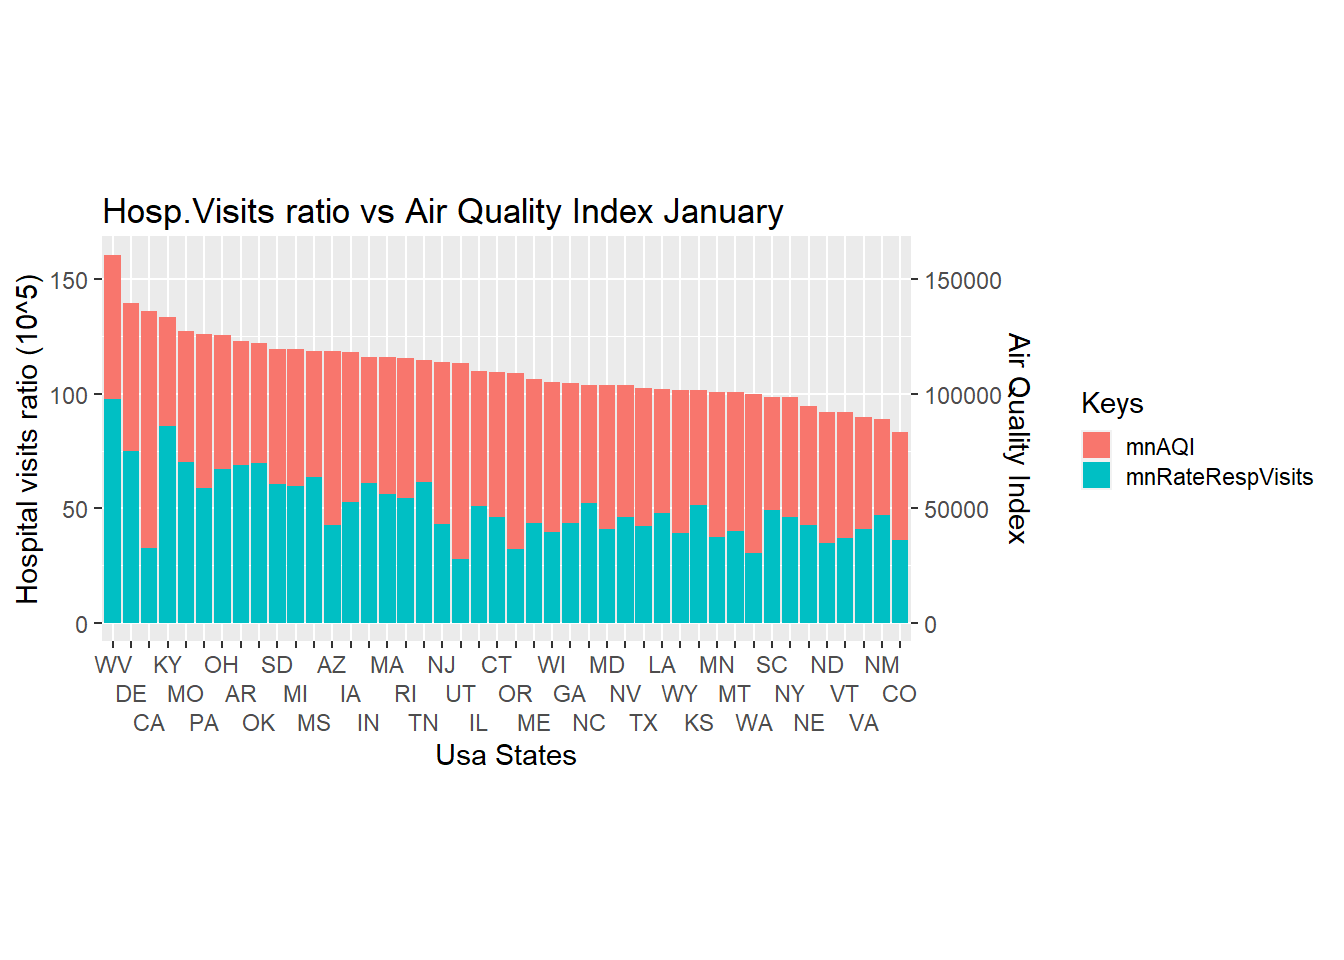 Hosp.Visits ratio vs Air Quality Index January
Hospital visits ratio (10^5)
150
100
50
0
150000
100000
50000
0
Air Quality Index
WV KY OH SD AZ MA NJ CT WI MD LA MN SC ND NM
DE MO AR MI IA RI UT OR GA NV WY MT NY VT CO
CA PA OK MS IN TN IL ME NC TX KS WA NE VA
Usa States
Keys
mnAQI
mnRateRespVisits